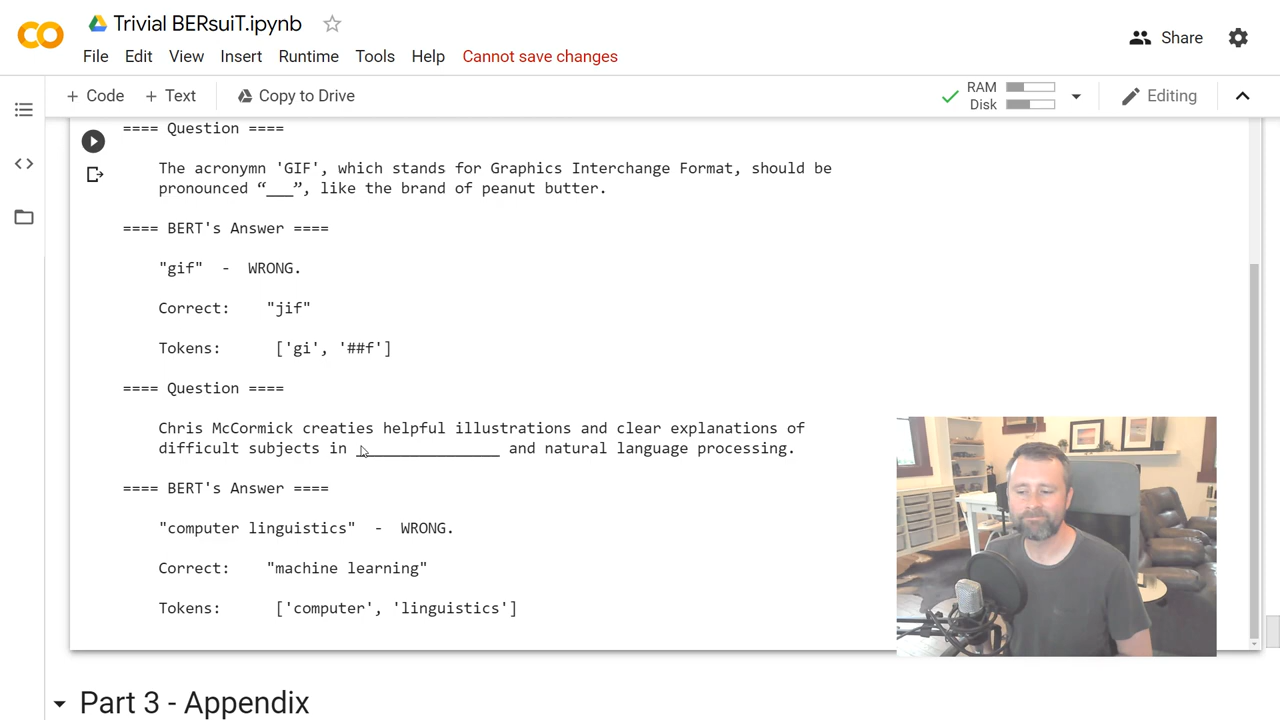 Trivial BERsuiT.ipynb
File Edit View Insert Runtime Tools Help Cannot save changes
Share
+ Code + Text Copy to Drive
RAM
Disk
Editing
==== Question ====
The acronymn 'GIF', which stands for Graphics Interchange Format, should be
pronounced “___”, like the brand of peanut butter.
==== BERT's Answer ====
"gif" - WRONG.
Correct: "jif"
Tokens: ['gi', '##f']
==== Question ====
Chris McCormick creaties helpful illustrations and clear explanations of
difficult subjects in ________________ and natural language processing.
==== BERT's Answer ====
"computer linguistics" - WRONG.
Correct: "machine learning"
Tokens: ['computer', 'linguistics']
Part 3 - Appendix